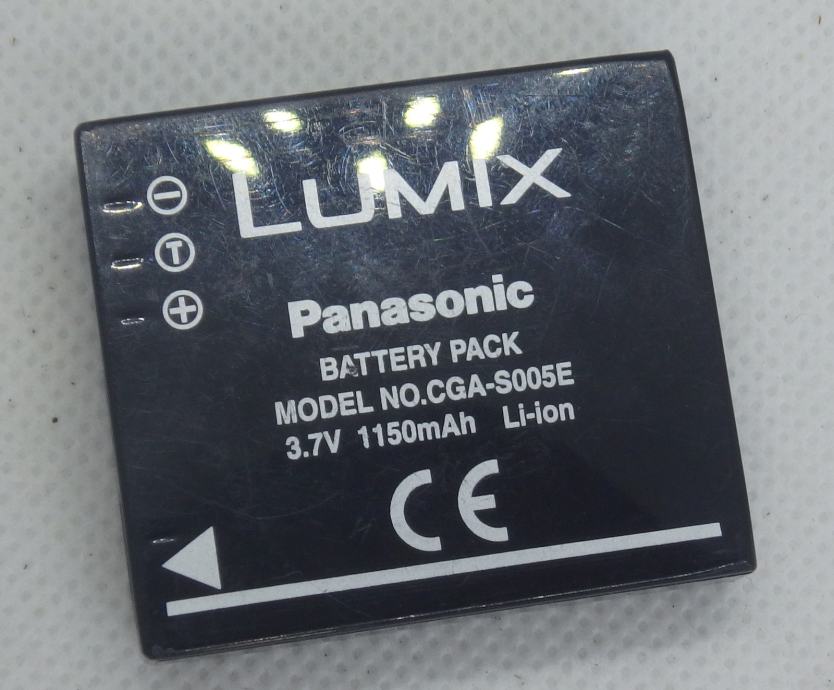 LUMIX
⊖
T
⊕
Panasonic
BATTERY PACK
MODEL NO.CGA-S005E
3.7V 1150mAh Li-ion
CE